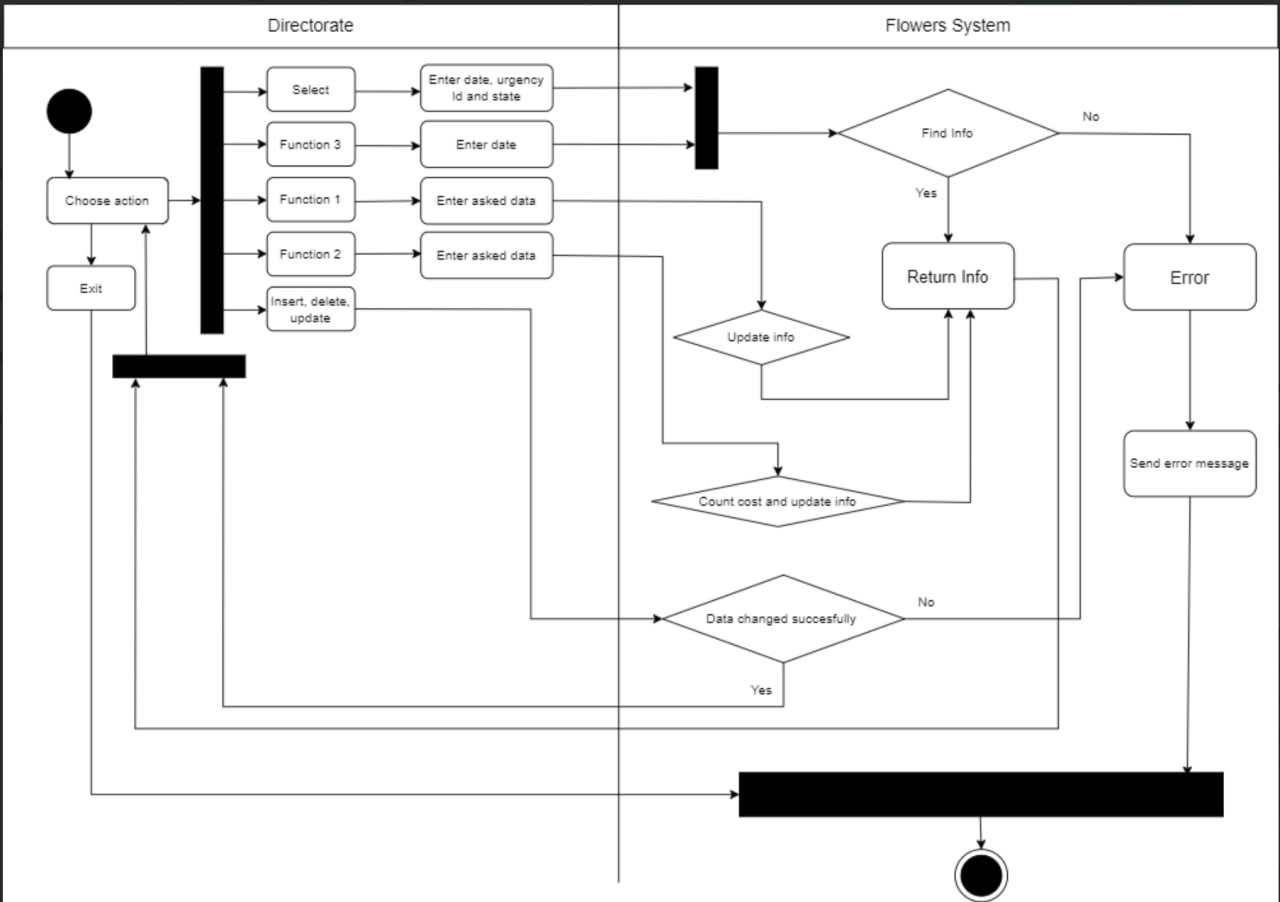 Directorate
Flowers System
Select
Enter date, urgency
Id and state
Function 3
Enter date
Find Info
No
Choose action
Function 1
Enter asked data
Yes
Function 2
Enter asked data
Return Info
Error
Exit
Insert, delete,
update
Update info
Send error message
Count cost and update info
No
Data changed succesfully
Yes